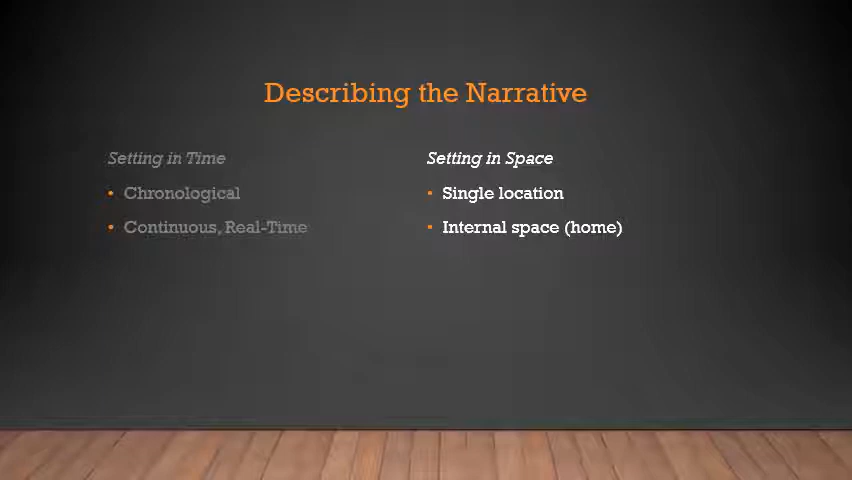 Describing the Narrative
Setting in Time
• Chronological
• Continuous, Real-Time
Setting in Space
• Single location
• Internal space (home)